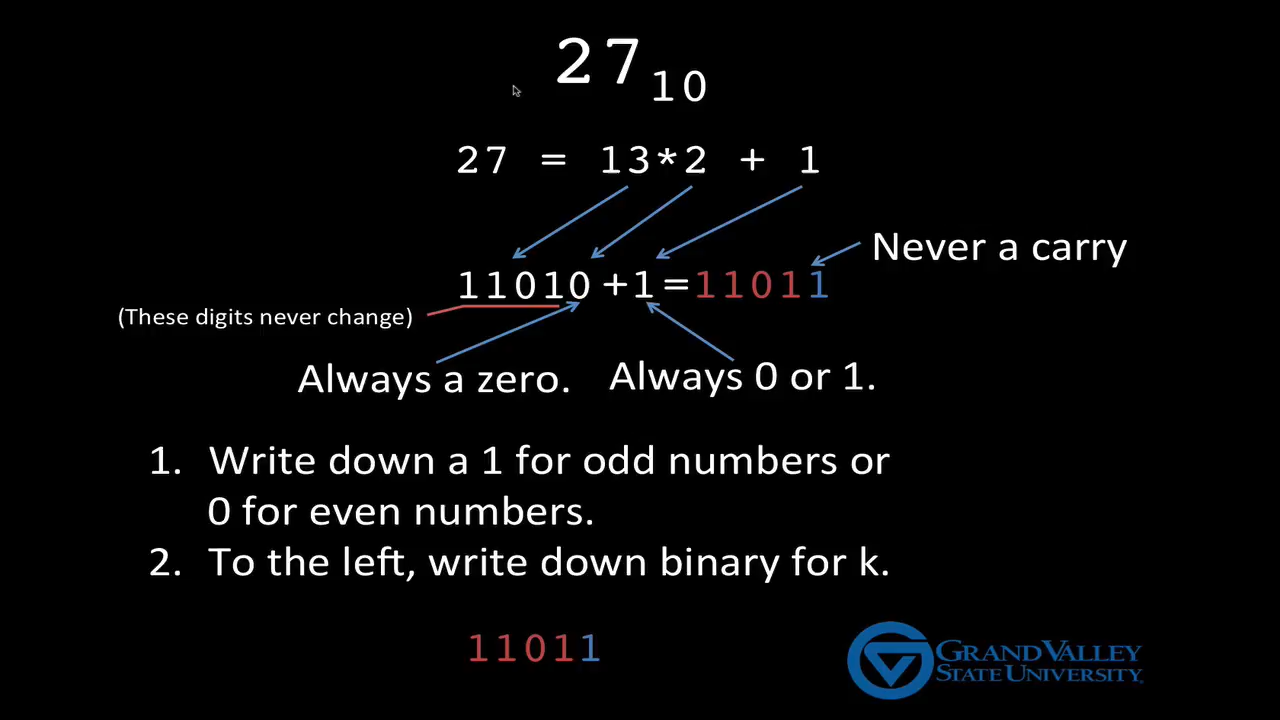 27₁₀
27 = 13*2 + 1
Never a carry
11010 +1=11011
(These digits never change)
Always a zero. Always 0 or 1.
1. Write down a 1 for odd numbers or
0 for even numbers.
2. To the left, write down binary for k.
11011
GRAND VALLEY
STATE UNIVERSITY